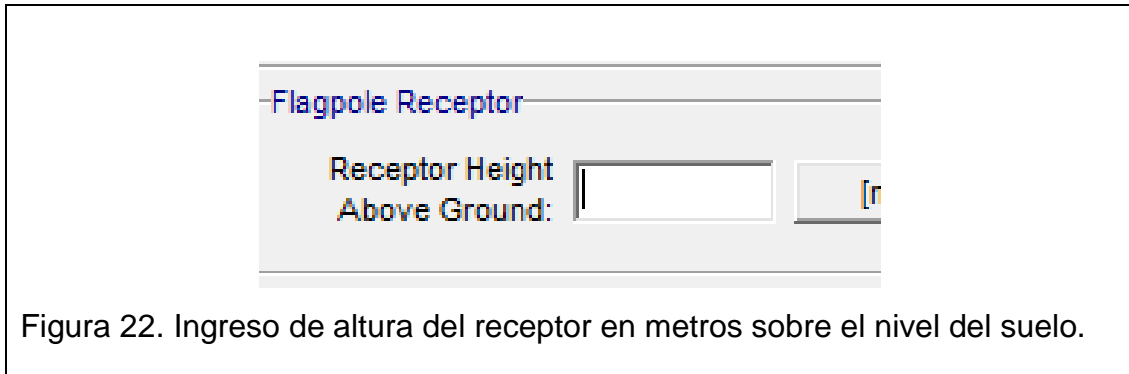 Flagpole Receptor
Receptor Height
Above Ground:
Figura 22. Ingreso de altura del receptor en metros sobre el nivel del suelo.